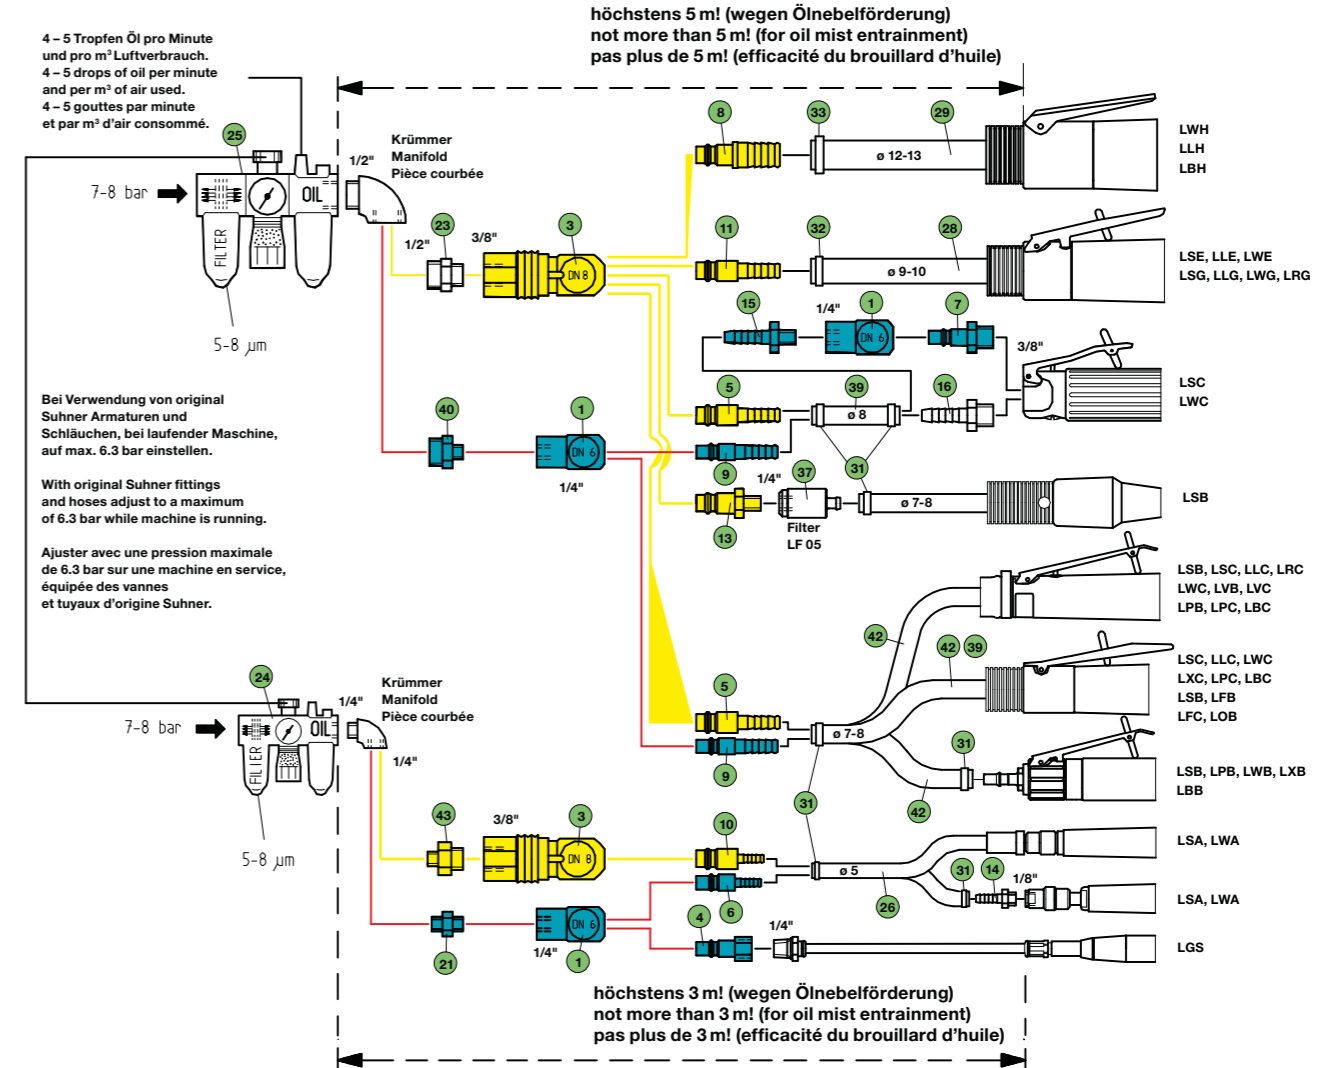 höchstens 5 m! (wegen Ölnebelförderung)
not more than 5 m! (for oil mist entrainment)
pas plus de 5 m! (efficacité du brouillard d'huile)
4 – 5 Tropfen Öl pro Minute
und pro m³ Luftverbrauch.
4 – 5 drops of oil per minute
and per m³ of air used.
4 – 5 gouttes par minute
et par m³ d'air consommé.
25
7-8 bar
FILTER
OIL
5-8 µm
1/2"
Krümmer
Manifold
Pièce courbée
1/2"
23
3/8"
3
DN 8
8
33
29
ø 12-13
LWH
LLH
LBH
11
32
28
ø 9-10
LSE, LLE, LWE
LSG, LLG, LWG, LRG
15
1/4"
1
DN 6
7
3/8"
5
39
ø 8
16
LSC
LWC
40
1
DN 6
1/4"
9
31
1/4"
37
13
Filter
LF 05
ø 7-8
LSB
Bei Verwendung von original
Suhner Armaturen und
Schläuchen, bei laufender Maschine,
auf max. 6.3 bar einstellen.
With original Suhner fittings
and hoses adjust to a maximum
of 6.3 bar while machine is running.
Ajuster avec une pression maximale
de 6.3 bar sur une machine en service,
équipée des vannes
et tuyaux d'origine Suhner.
42
LSB, LSC, LLC, LRC
LWC, LVB, LVC
LPB, LPC, LBC
42
39
LSC, LLC, LWC
LXC, LPC, LBC
LSB, LFB
LFC, LOB
5
9
ø 7-8
31
31
42
LSB, LPB, LWB, LXB
LBB
24
7-8 bar
FILTER
OIL
5-8 µm
1/4"
Krümmer
Manifold
Pièce courbée
1/4"
43
3/8"
3
DN 8
10
6
ø 5
26
LSA, LWA
31
14
1/8"
LSA, LWA
21
DN 6
1/4"
1
4
1/4"
LGS
höchstens 3 m! (wegen Ölnebelförderung)
not more than 3 m! (for oil mist entrainment)
pas plus de 3 m! (efficacité du brouillard d'huile)